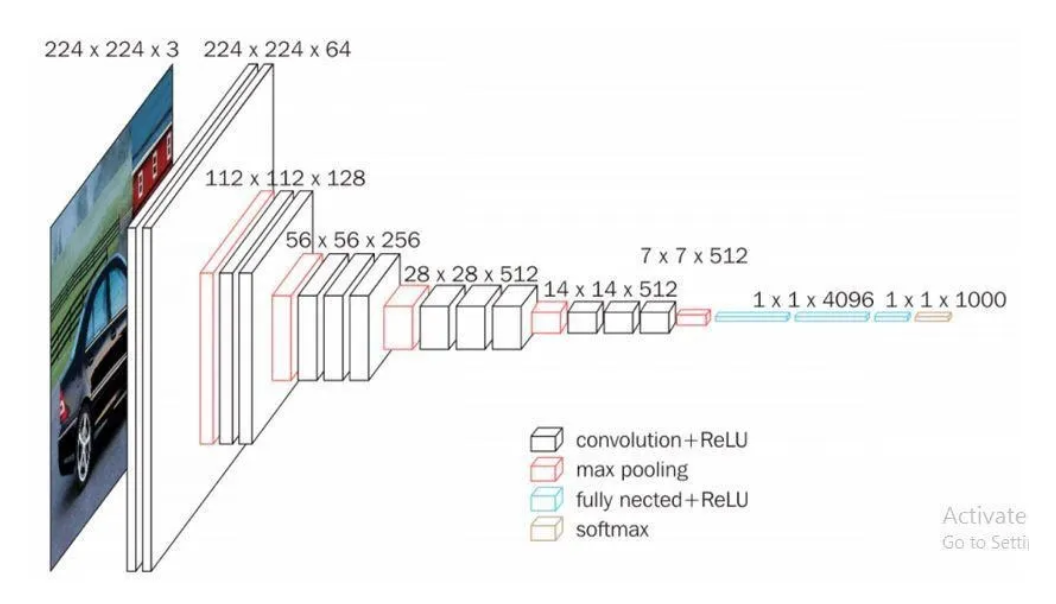 224 x 224 x 3
224 x 224 x 64
112 x 112 x 128
56 x 56 x 256
28 x 28 x 512
14 x 14 x 512
7 x 7 x 512
1 x 1 x 4096
1 x 1 x 1000
convolution+ReLU
max pooling
fully nected+ReLU
softmax
Activate
Go to Setti